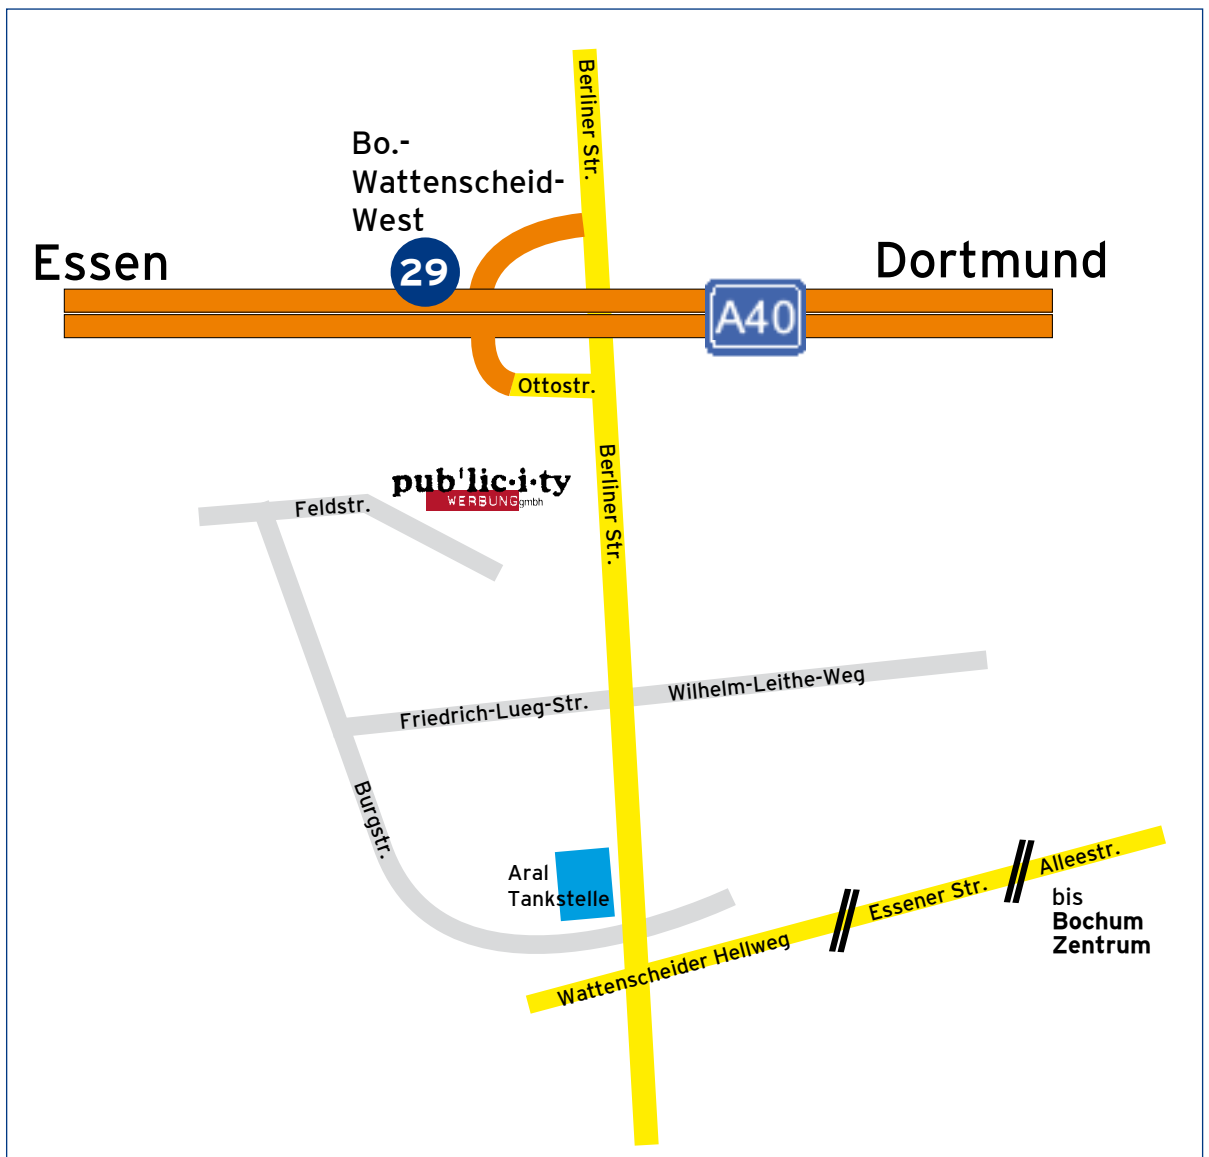 Berliner Str.
Bo.-
Wattenscheid-
West
Essen
29
Dortmund
A40
Ottostr.
Berliner Str.
pub'lic·i·ty
WERBUNG gmbh
Feldstr.
Wilhelm-Leithe-Weg
Friedrich-Lueg-Str.
Burgstr.
Aral
Tankstelle
Alleestr.
Essener Str.
bis
Bochum
Zentrum
Wattenscheider Hellweg